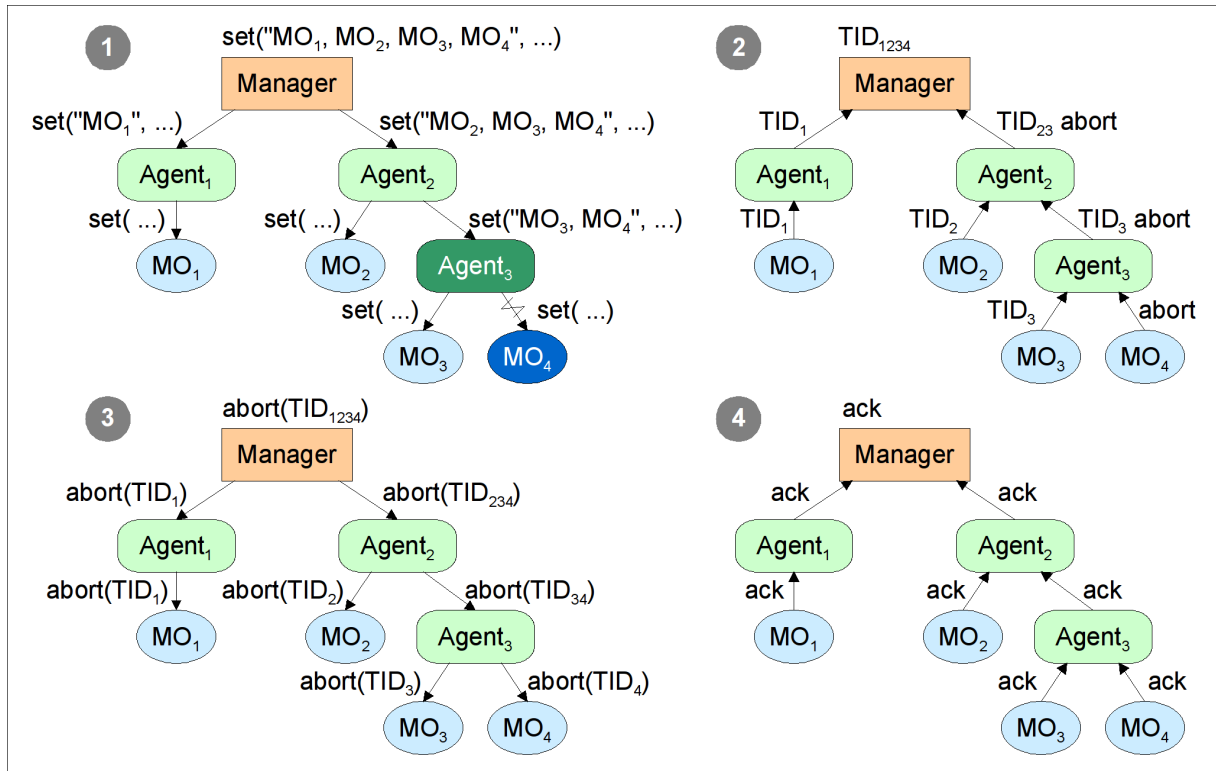 1
set("MO₁, MO₂, MO₃, MO₄", ...)
Manager
set("MO₁", ...)
set("MO₂, MO₃, MO₄", ...)
Agent₁
Agent₂
set( ...)
set( ...)
set("MO₃, MO₄", ...)
MO₁
MO₂
Agent₃
set( ...)
set( ...)
MO₃
MO₄
2
TID₁₂₃₄
Manager
TID₁
TID₂₃ abort
Agent₁
Agent₂
TID₁
TID₂
TID₃ abort
MO₁
MO₂
Agent₃
TID₃
abort
MO₃
MO₄
3
abort(TID₁₂₃₄)
Manager
abort(TID₁)
abort(TID₂₃₄)
Agent₁
Agent₂
abort(TID₁)
abort(TID₂)
abort(TID₃₄)
MO₁
MO₂
Agent₃
abort(TID₃)
abort(TID₄)
MO₃
MO₄
4
ack
Manager
ack
ack
Agent₁
Agent₂
ack
ack
ack
MO₁
MO₂
Agent₃
ack
ack
MO₃
MO₄